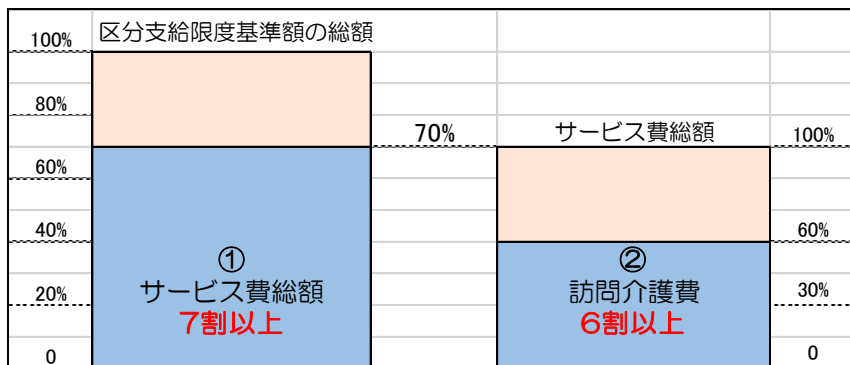 区分支給限度基準額の総額
100%
80%
70%
サービス費総額
100%
60%
40%
60%
①
サービス費総額
7割以上
②
訪問介護費
6割以上
20%
30%
0
0